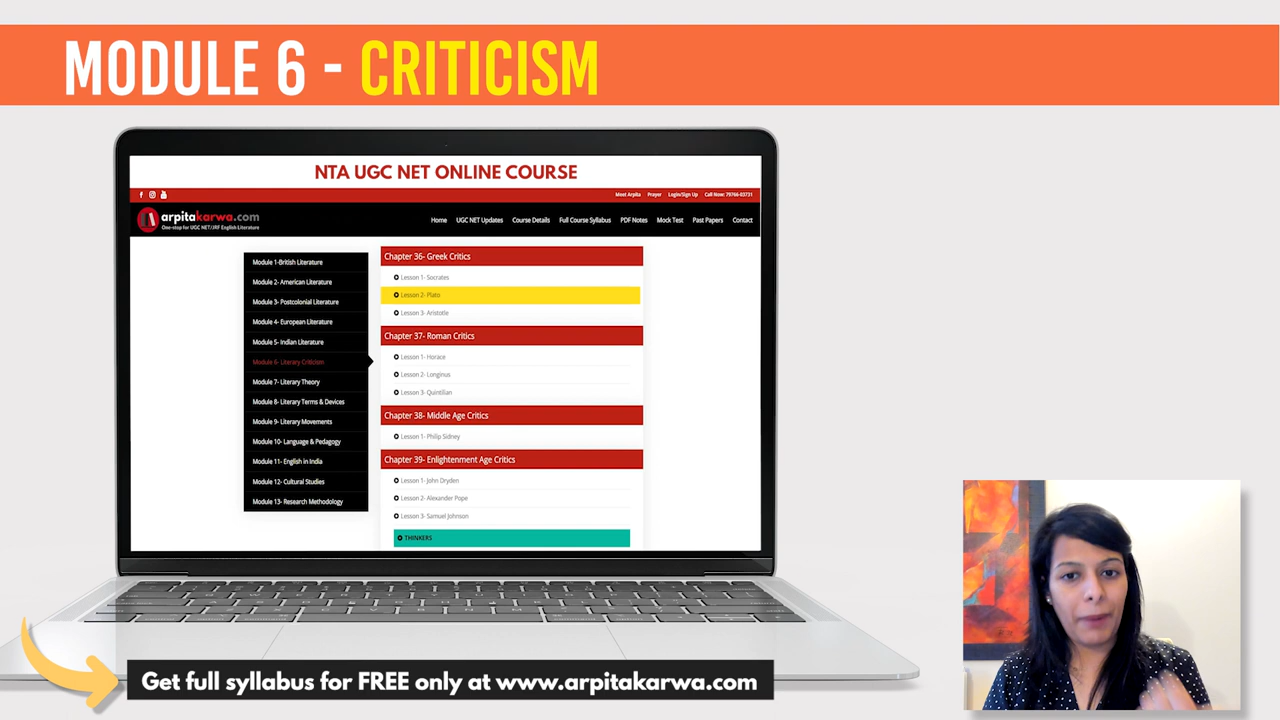 MODULE 6 - CRITICISM
NTA UGC NET ONLINE COURSE
Meet Arpita Prayer Login/Sign Up Call Now: 79766-03731
arpitakarwa.com
One-stop for UGC NET/JRF English Literature
Home UGC NET Updates Course Details Full Course Syllabus PDF Notes Mock Test Past Papers Contact
Module 1-British Literature
Module 2- American Literature
Module 3- Postcolonial Literature
Module 4- European Literature
Module 5- Indian Literature
Module 6- Literary Criticism
Module 7- Literary Theory
Module 8- Literary Terms & Devices
Module 9- Literary Movements
Module 10- Language & Pedagogy
Module 11- English in India
Module 12- Cultural Studies
Module 13- Research Methodology
Chapter 36- Greek Critics
Lesson 1- Socrates
Lesson 2- Plato
Lesson 3- Aristotle
Chapter 37- Roman Critics
Lesson 1- Horace
Lesson 2- Longinus
Lesson 3- Quintilian
Chapter 38- Middle Age Critics
Lesson 1- Philip Sidney
Chapter 39- Enlightenment Age Critics
Lesson 1- John Dryden
Lesson 2- Alexander Pope
Lesson 3- Samuel Johnson
THINKERS
Get full syllabus for FREE only at www.arpitakarwa.com